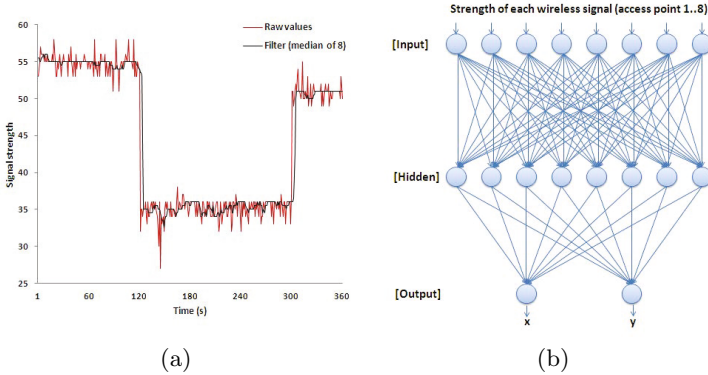 60
55
50
45
40
35
30
25
Signal strength
Raw values
Filter (median of 8)
1
60
120
180
240
300
360
Time (s)
(a)
Strength of each wireless signal (access point 1..8)
[Input]
[Hidden]
[Output]
x
y
(b)